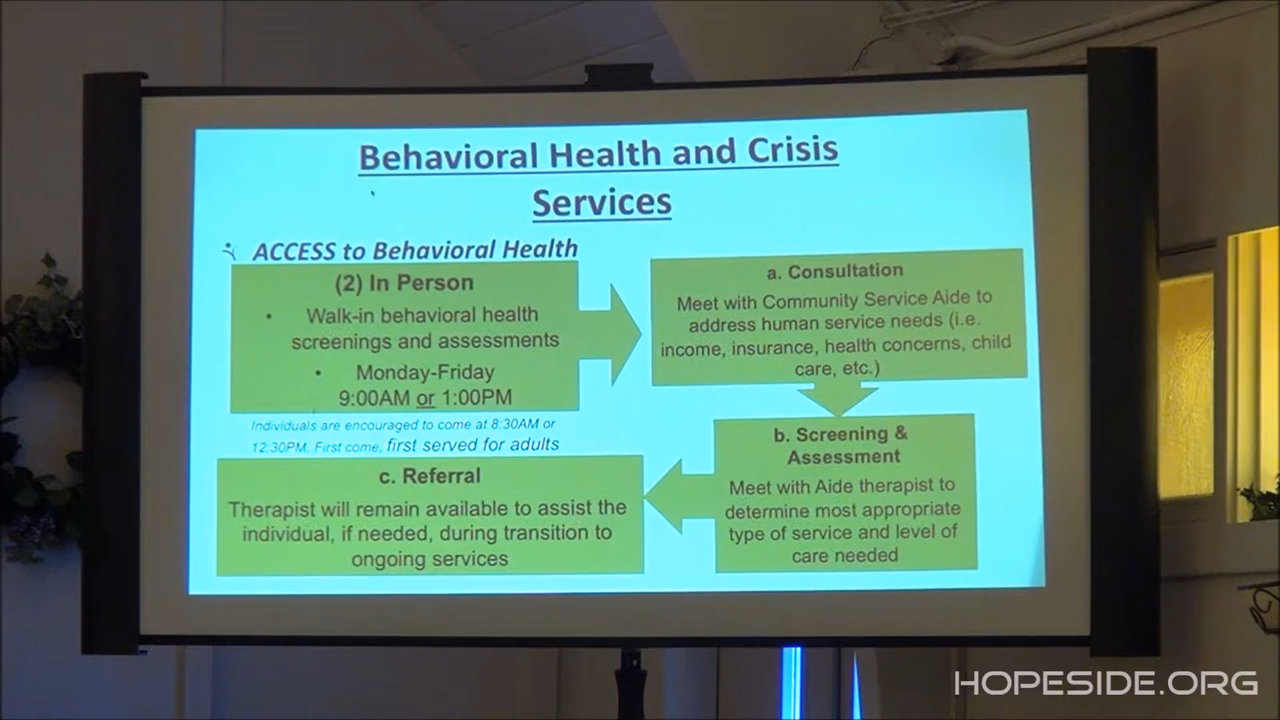 Behavioral Health and Crisis
Services
ACCESS to Behavioral Health
(2) In Person
• Walk-in behavioral health
screenings and assessments
• Monday-Friday
9:00AM or 1:00PM
Individuals are encouraged to come at 8:30AM or
12:30PM. First come, first served for adults
a. Consultation
Meet with Community Service Aide to
address human service needs (i.e.
income, insurance, health concerns, child
care, etc.)
b. Screening &
Assessment
Meet with Aide therapist to
determine most appropriate
type of service and level of
care needed
c. Referral
Therapist will remain available to assist the
individual, if needed, during transition to
ongoing services
HOPESIDE.ORG